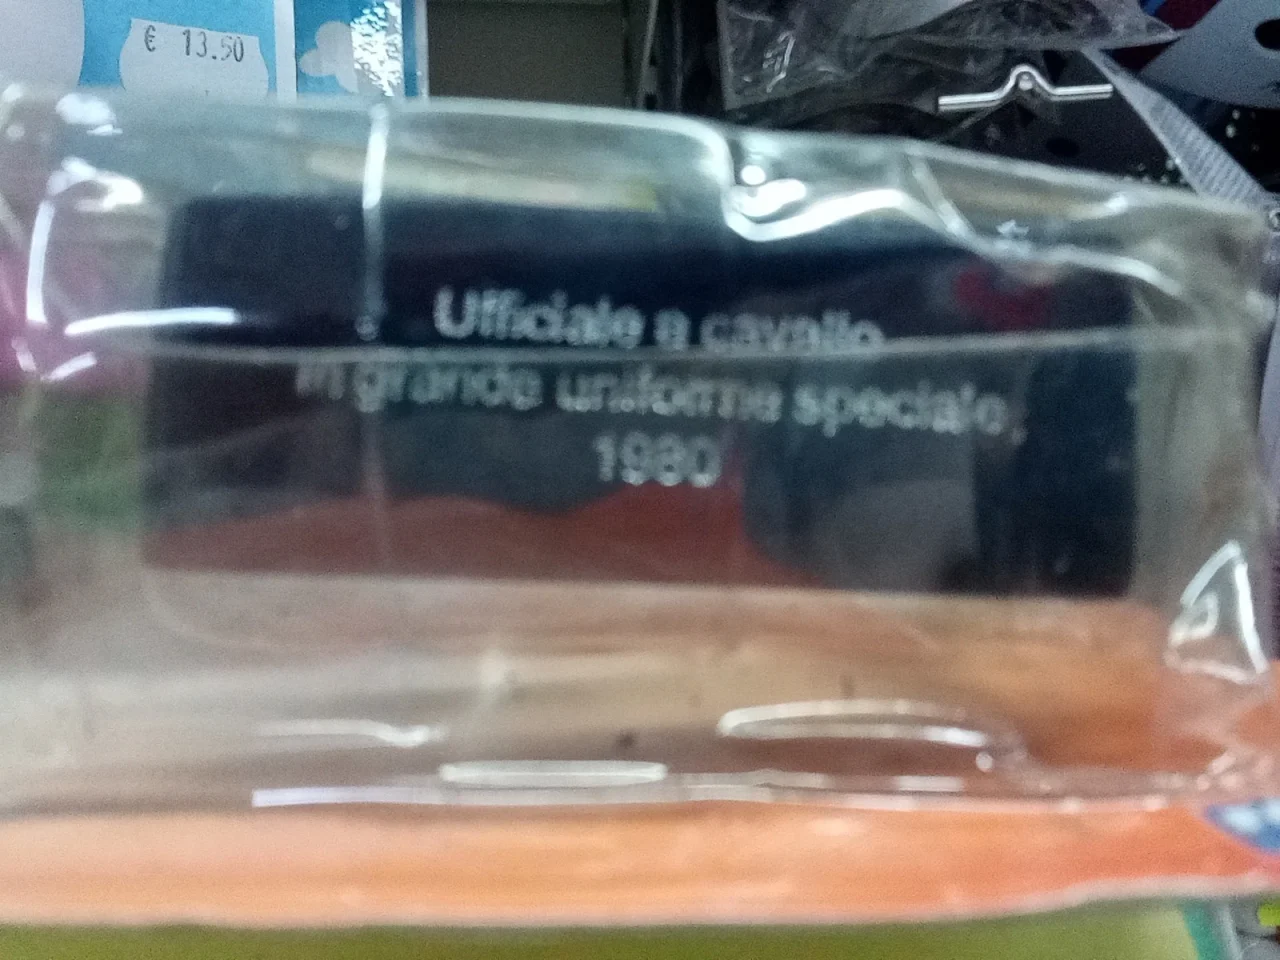 € 13.50
Ufficiale a cavallo
in grande uniforme speciale,
1980